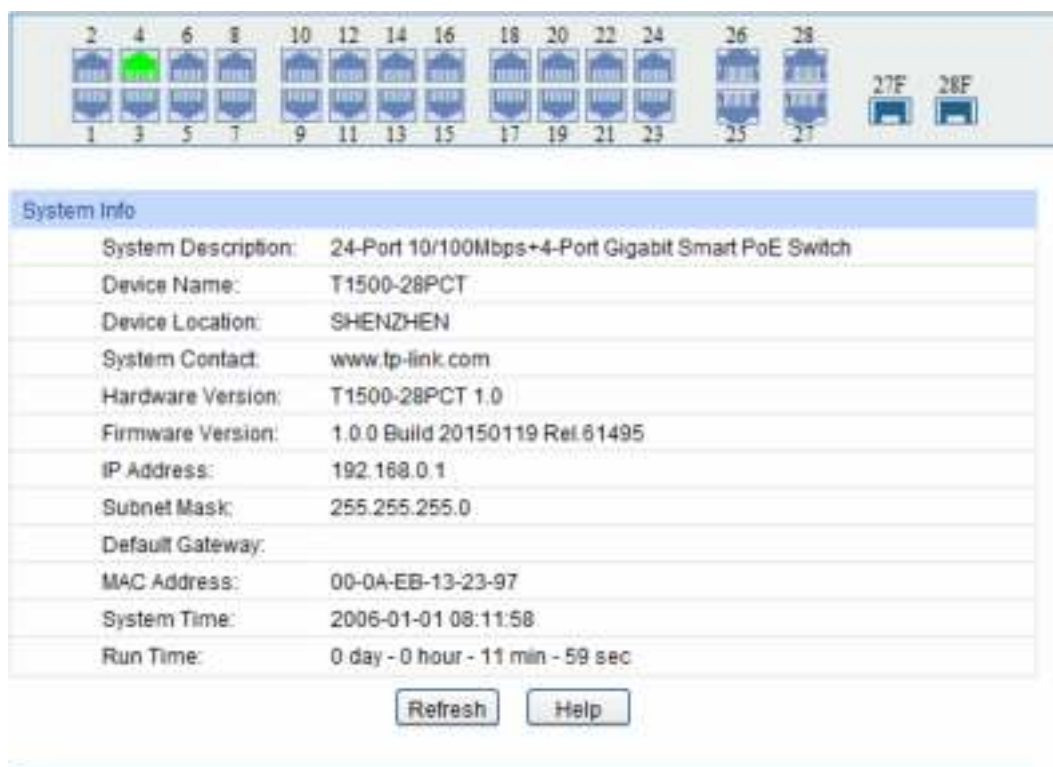 2 4 6 8 10 12 14 16 18 20 22 24 26 28
27F 28F
1 3 5 7 9 11 13 15 17 19 21 23 25 27
System Info
System Description: 24-Port 10/100Mbps+4-Port Gigabit Smart PoE Switch
Device Name: T1500-28PCT
Device Location: SHENZHEN
System Contact: www.tp-link.com
Hardware Version: T1500-28PCT 1.0
Firmware Version: 1.0.0 Build 20150119 Rel.61495
IP Address: 192.168.0.1
Subnet Mask: 255.255.255.0
Default Gateway:
MAC Address: 00-0A-EB-13-23-97
System Time: 2006-01-01 08:11:58
Run Time: 0 day - 0 hour - 11 min - 59 sec
Refresh Help